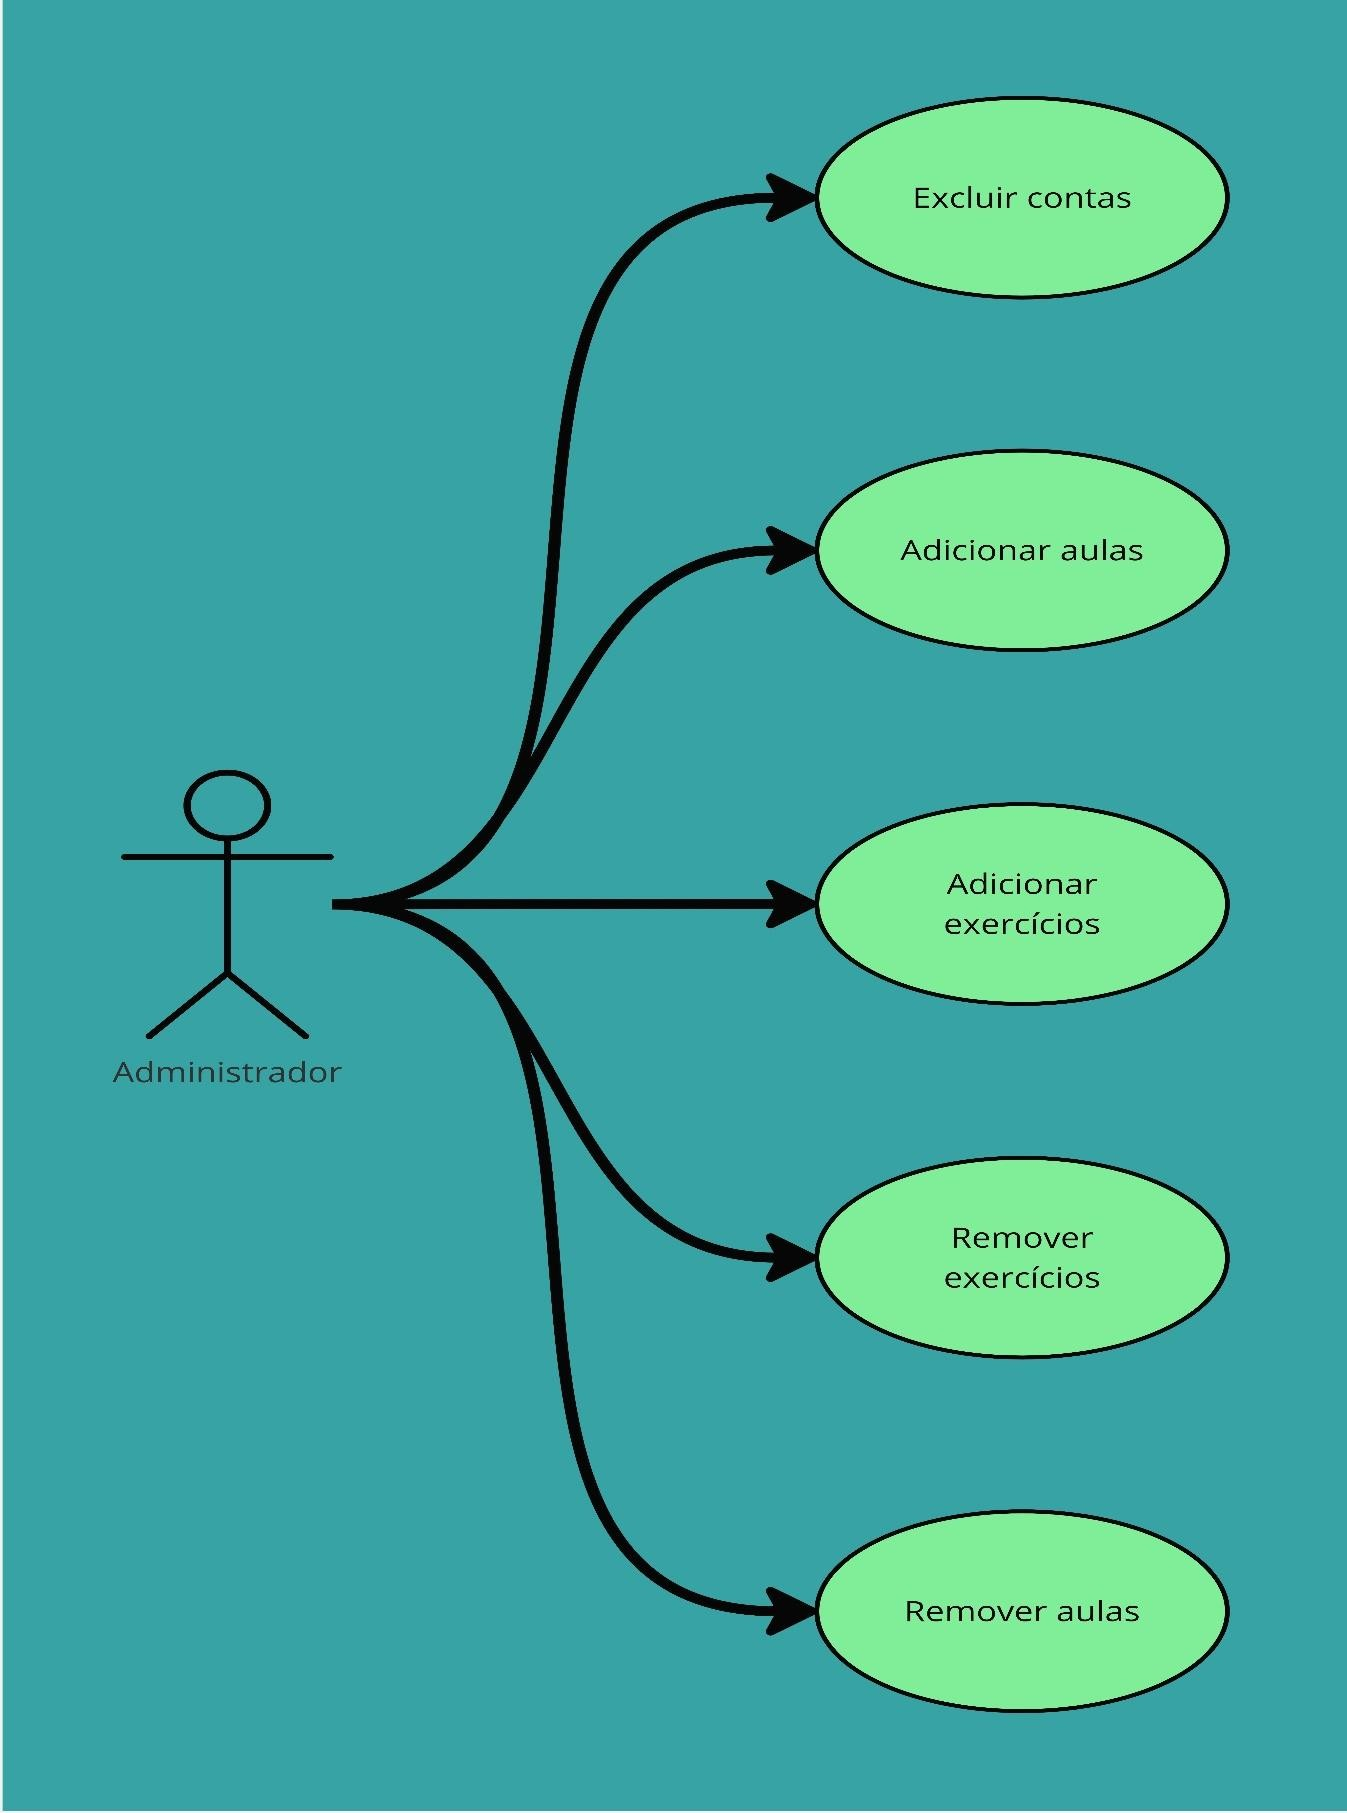 Excluir contas
Adicionar aulas
Adicionar
exercícios
Administrador
Remover
exercícios
Remover aulas